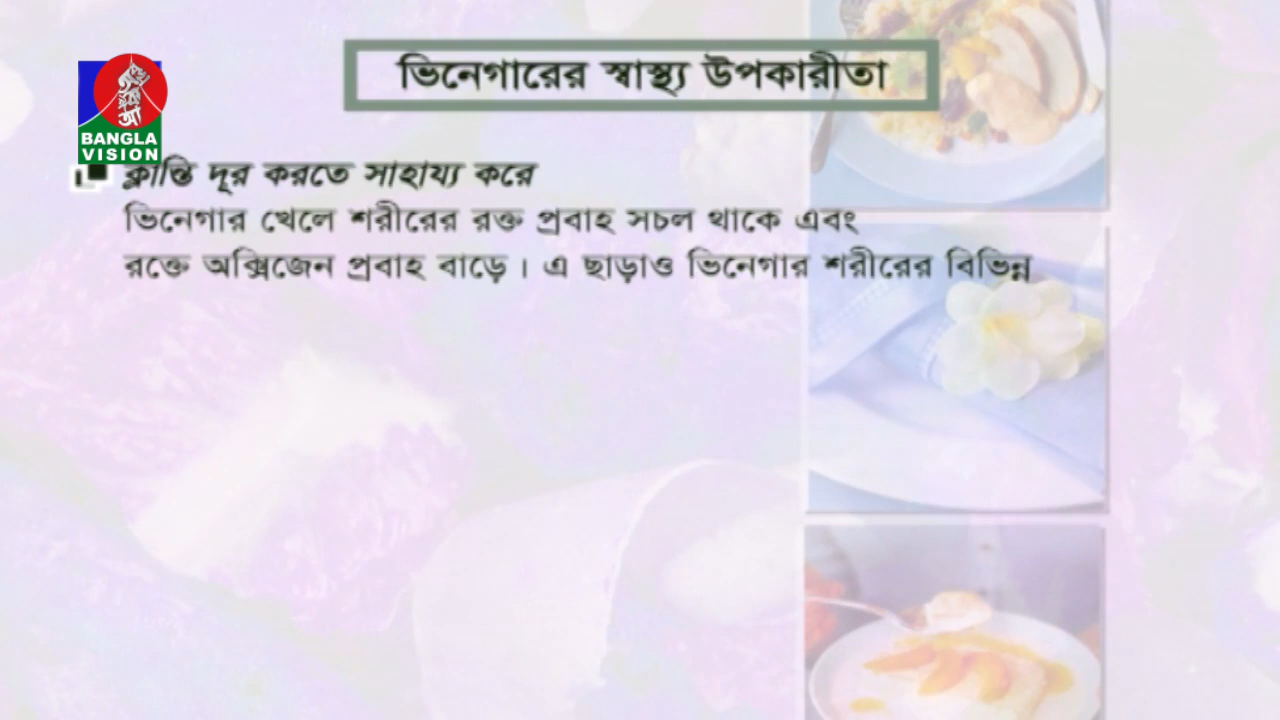 ভিনেগারের স্বাস্থ্য উপকারীতা
BANGLA
VISION
ক্লান্তি দূর করতে সাহায্য করে
ভিনেগার খেলে শরীরের রক্ত প্রবাহ সচল থাকে এবং
রক্তে অক্সিজেন প্রবাহ বাড়ে। এ ছাড়াও ভিনেগার শরীরের বিভিন্ন